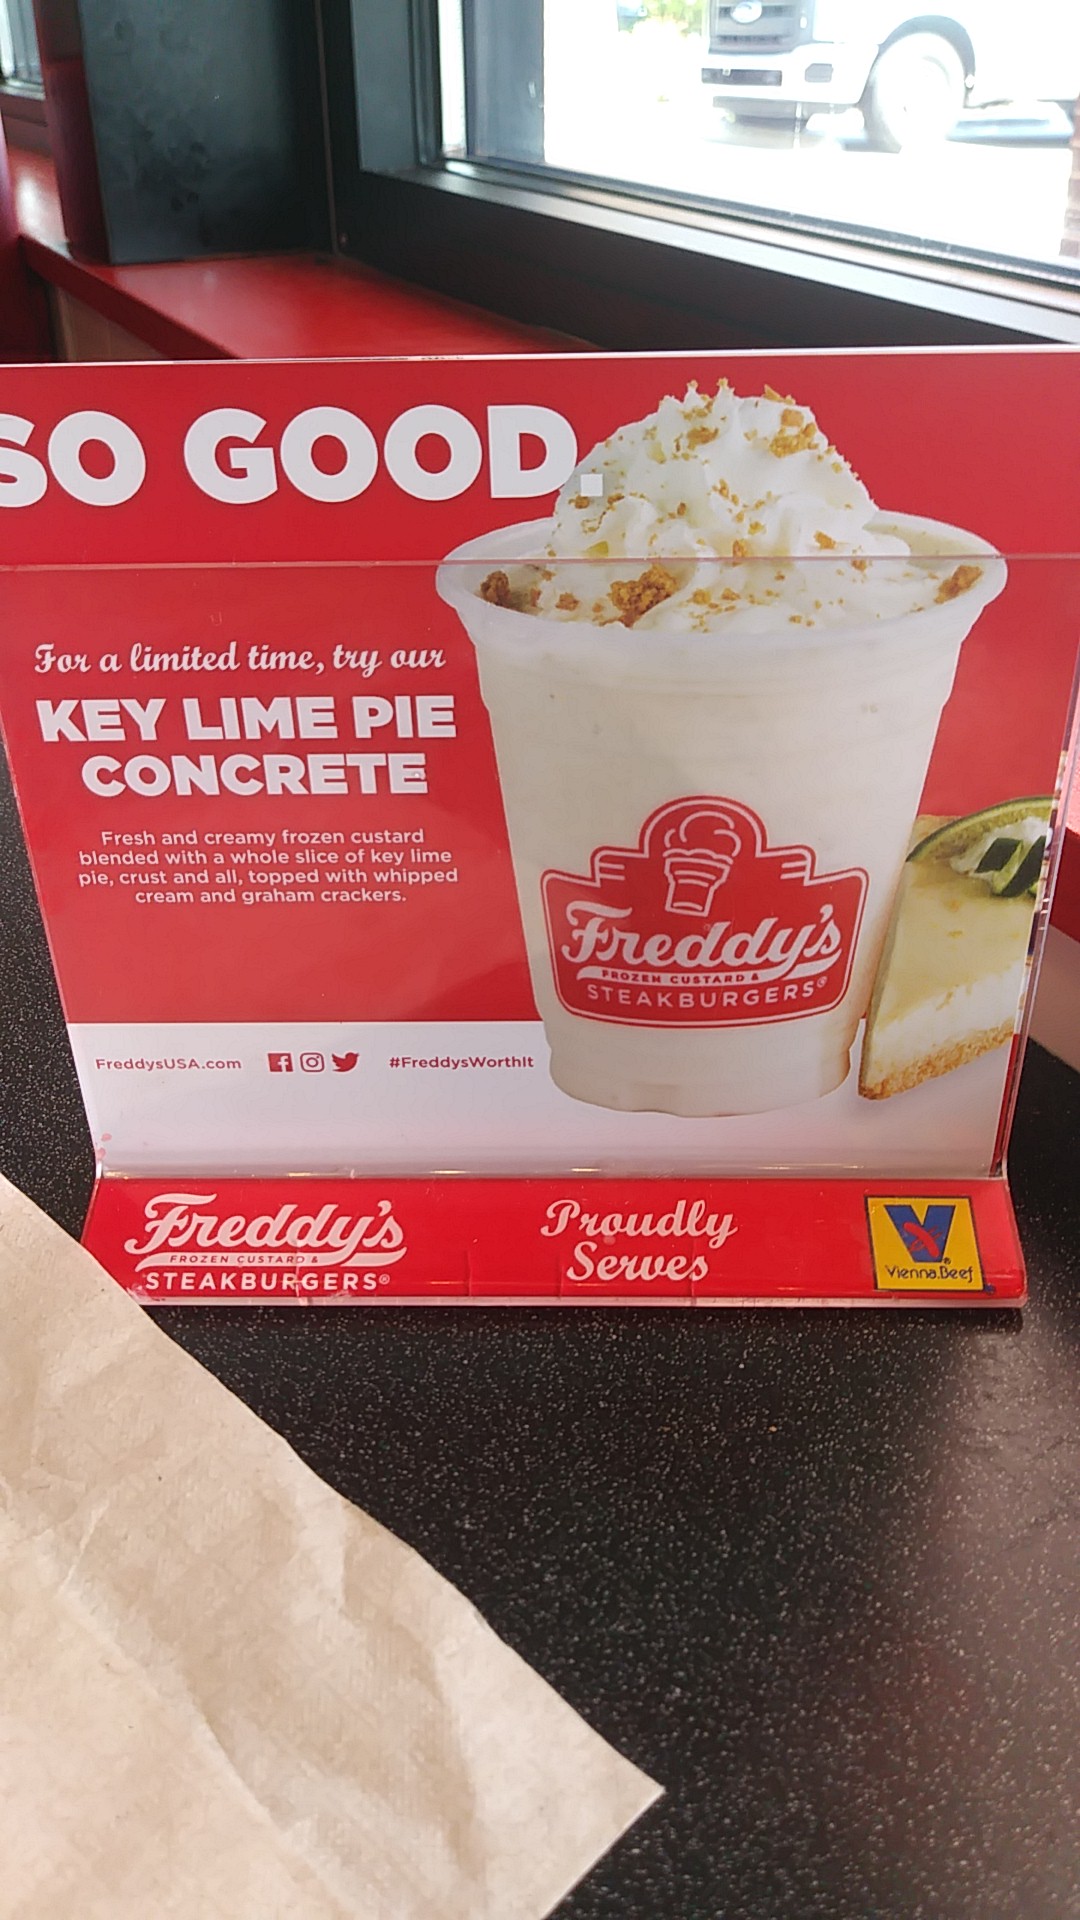 SO GOOD.
For a limited time, try our
KEY LIME PIE
CONCRETE
Fresh and creamy frozen custard
blended with a whole slice of key lime
pie, crust and all, topped with whipped
cream and graham crackers.
Freddy's
FROZEN CUSTARD &
STEAKBURGERS®
FreddysUSA.com
#FreddysWorthIt
Freddy's
FROZEN CUSTARD &
STEAKBURGERS®
Proudly
Serves
V
®
Vienna Beef